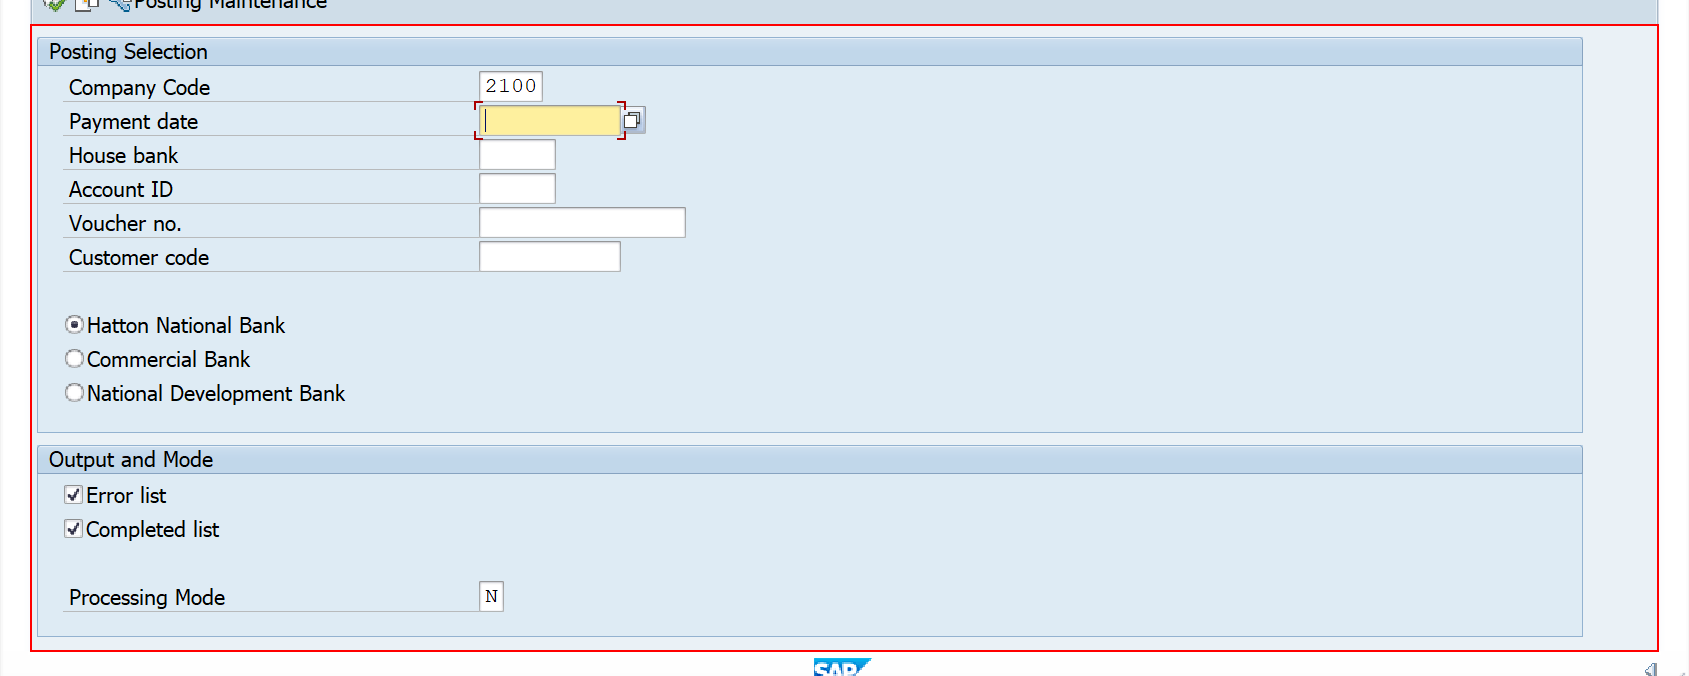 Posting Maintenance
Posting Selection
Company Code 2100
Payment date
House bank
Account ID
Voucher no.
Customer code
Hatton National Bank
Commercial Bank
National Development Bank
Output and Mode
Error list
Completed list
Processing Mode N
SAP